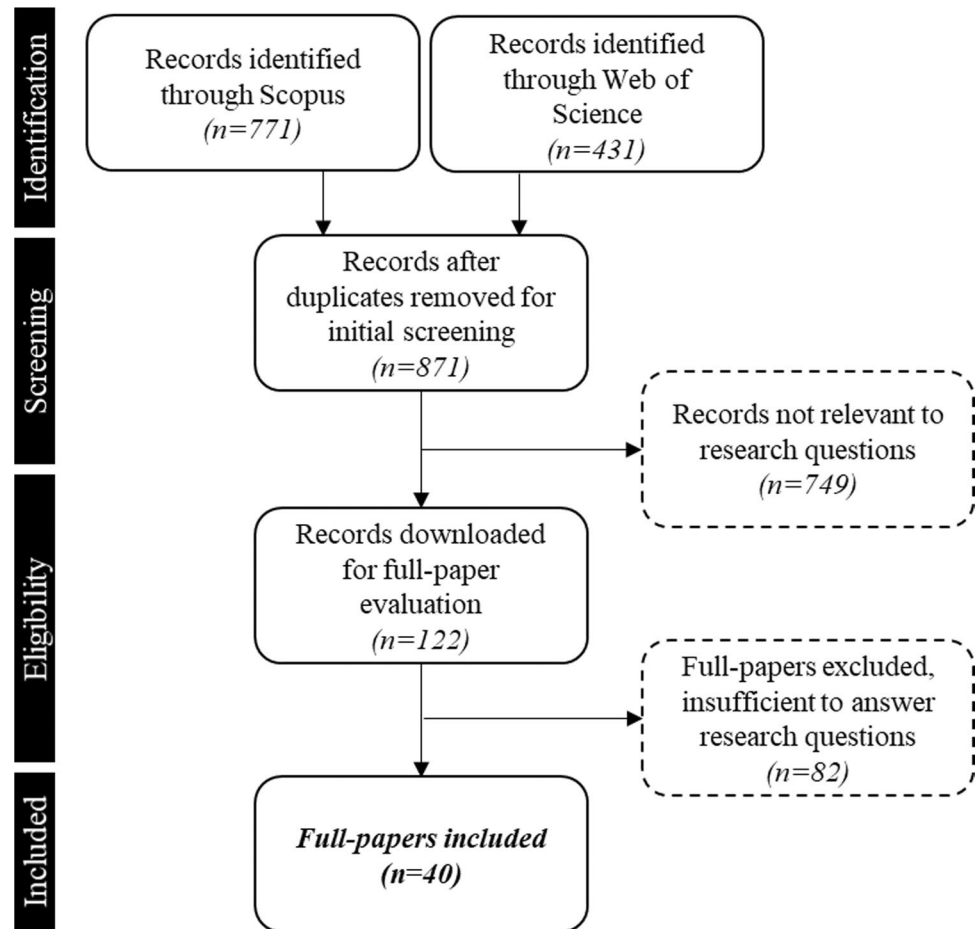 Identification
Records identified
through Scopus
(n=771)
Records identified
through Web of
Science
(n=431)
Screening
Records after
duplicates removed for
initial screening
(n=871)
Records not relevant to
research questions
(n=749)
Eligibility
Records downloaded
for full-paper
evaluation
(n=122)
Full-papers excluded,
insufficient to answer
research questions
(n=82)
Included
Full-papers included
(n=40)